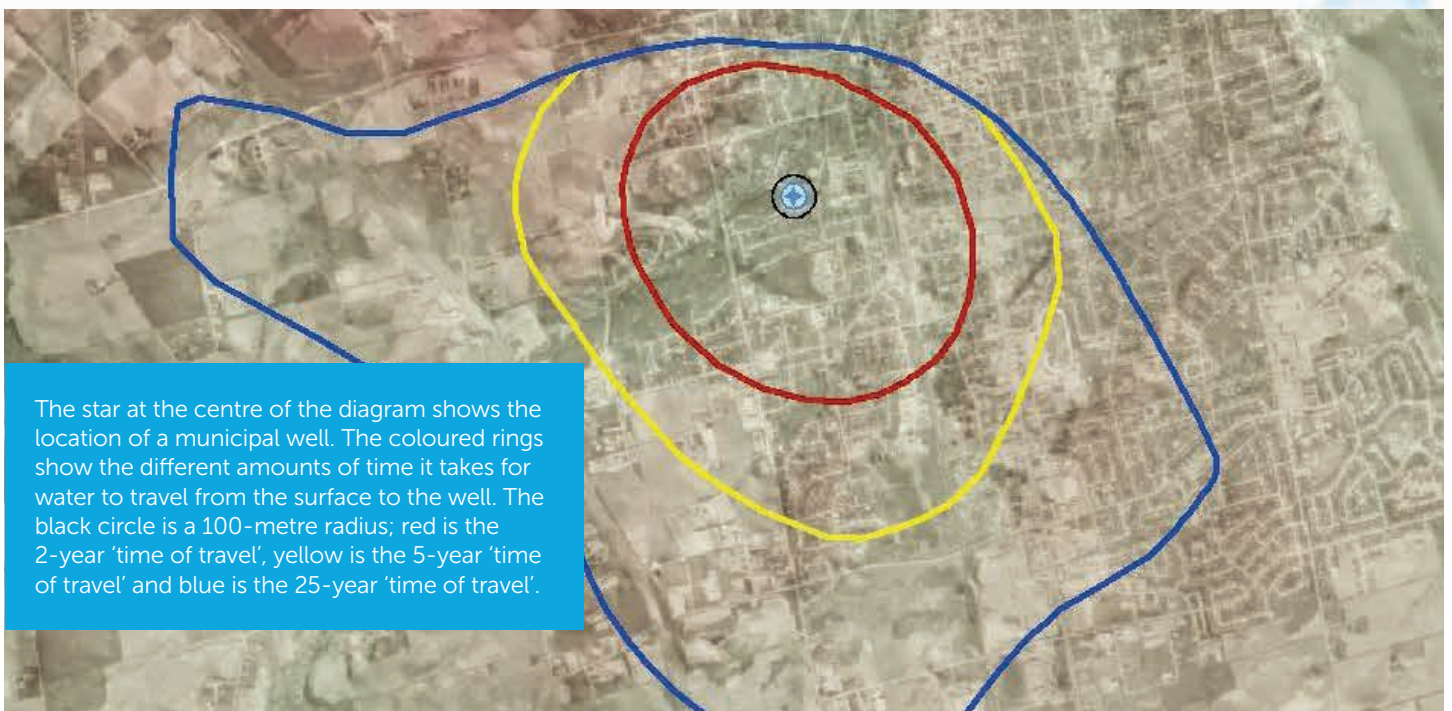 The star at the centre of the diagram shows the
location of a municipal well. The coloured rings
show the different amounts of time it takes for
water to travel from the surface to the well. The
black circle is a 100-metre radius; red is the
2-year ‘time of travel’, yellow is the 5-year ‘time
of travel’ and blue is the 25-year ‘time of travel’.